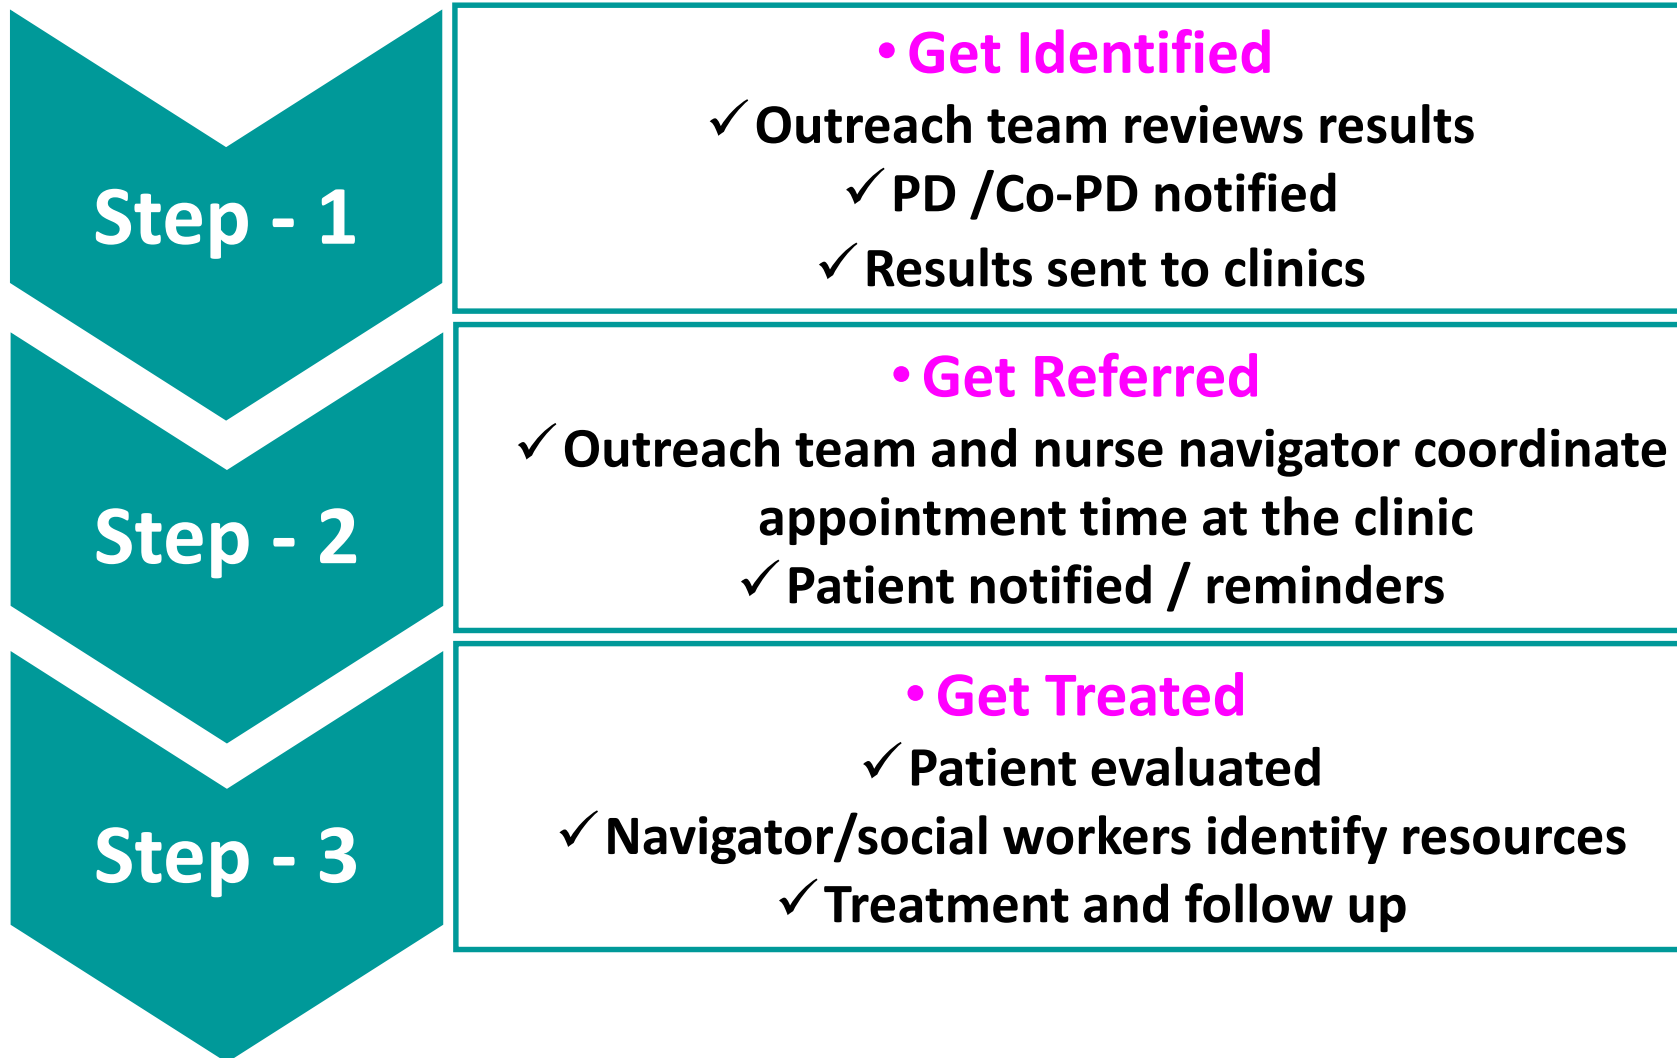 Step - 1
• Get Identified
✓ Outreach team reviews results
✓ PD /Co-PD notified
✓ Results sent to clinics
Step - 2
• Get Referred
✓ Outreach team and nurse navigator coordinate
appointment time at the clinic
✓ Patient notified / reminders
Step - 3
• Get Treated
✓ Patient evaluated
✓ Navigator/social workers identify resources
✓ Treatment and follow up